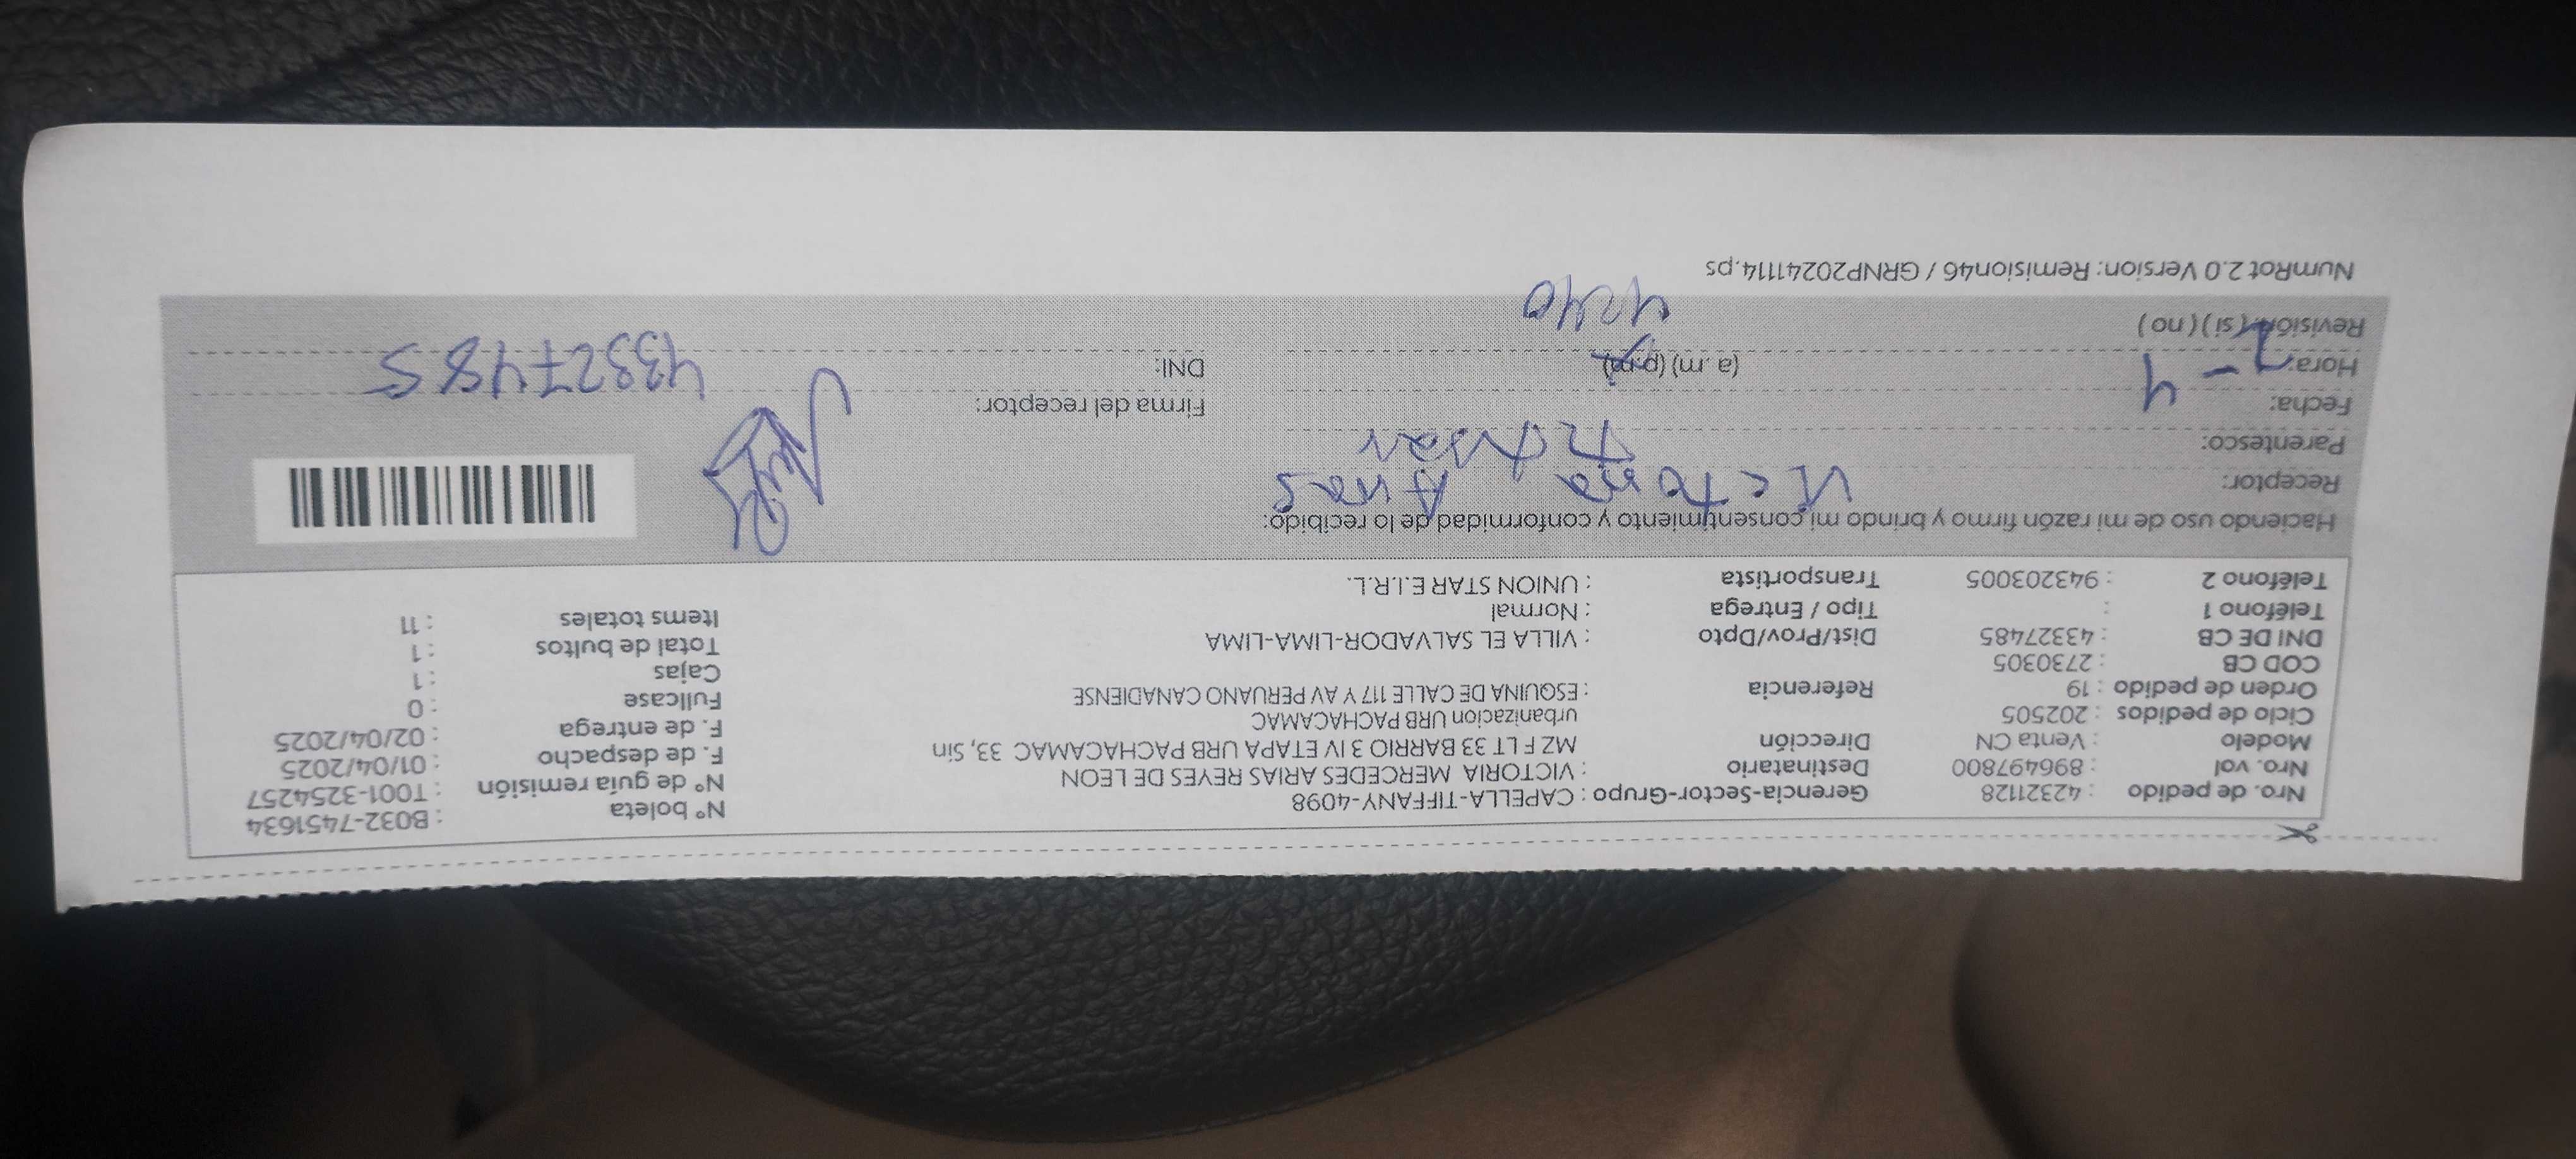 Nro. de pedido : 42321128 Gerencia-Sector-Grupo : CAPELLA-TIFFANY-4098 N° boleta : B032-7451634
Nro. vol : 896497800 Destinatario : VICTORIA MERCEDES ARIAS REYES DE LEON N° de guía remisión : T001-3254257
Modelo : Venta CN Dirección MZ F LT 33 BARRIO 3 IV ETAPA URB PACHACAMAC 33, Sin F. de despacho : 01/04/2025
Ciclo de pedidos : 202505 urbanizacion URB PACHACAMAC F. de entrega : 02/04/2025
Orden de pedido : 19 Referencia : ESQUINA DE CALLE 117 Y AV PERUANO CANADIENSE Fullcase : 0
COD CB : 2730305 Cajas : 1
DNI DE CB : 43327485 Dist/Prov/Dpto : VILLA EL SALVADOR-LIMA-LIMA Total de bultos : 1
Teléfono 1 : Tipo / Entrega : Normal Items totales : 11
Teléfono 2 : 943203005 Transportista : UNION STAR E.I.R.L.
Haciendo uso de mi razón firmo y brindo mi consentimiento y conformidad de lo recibido:
Receptor: Victoria Arias
Parentesco:
Fecha: 2-4 Firma del receptor:
Hora: (a.m) (p.m) DNI: 43327485
Revisión: (si) (no) 4240
NumRot 2.0 Version: Remision46 / GRNP20241114.ps